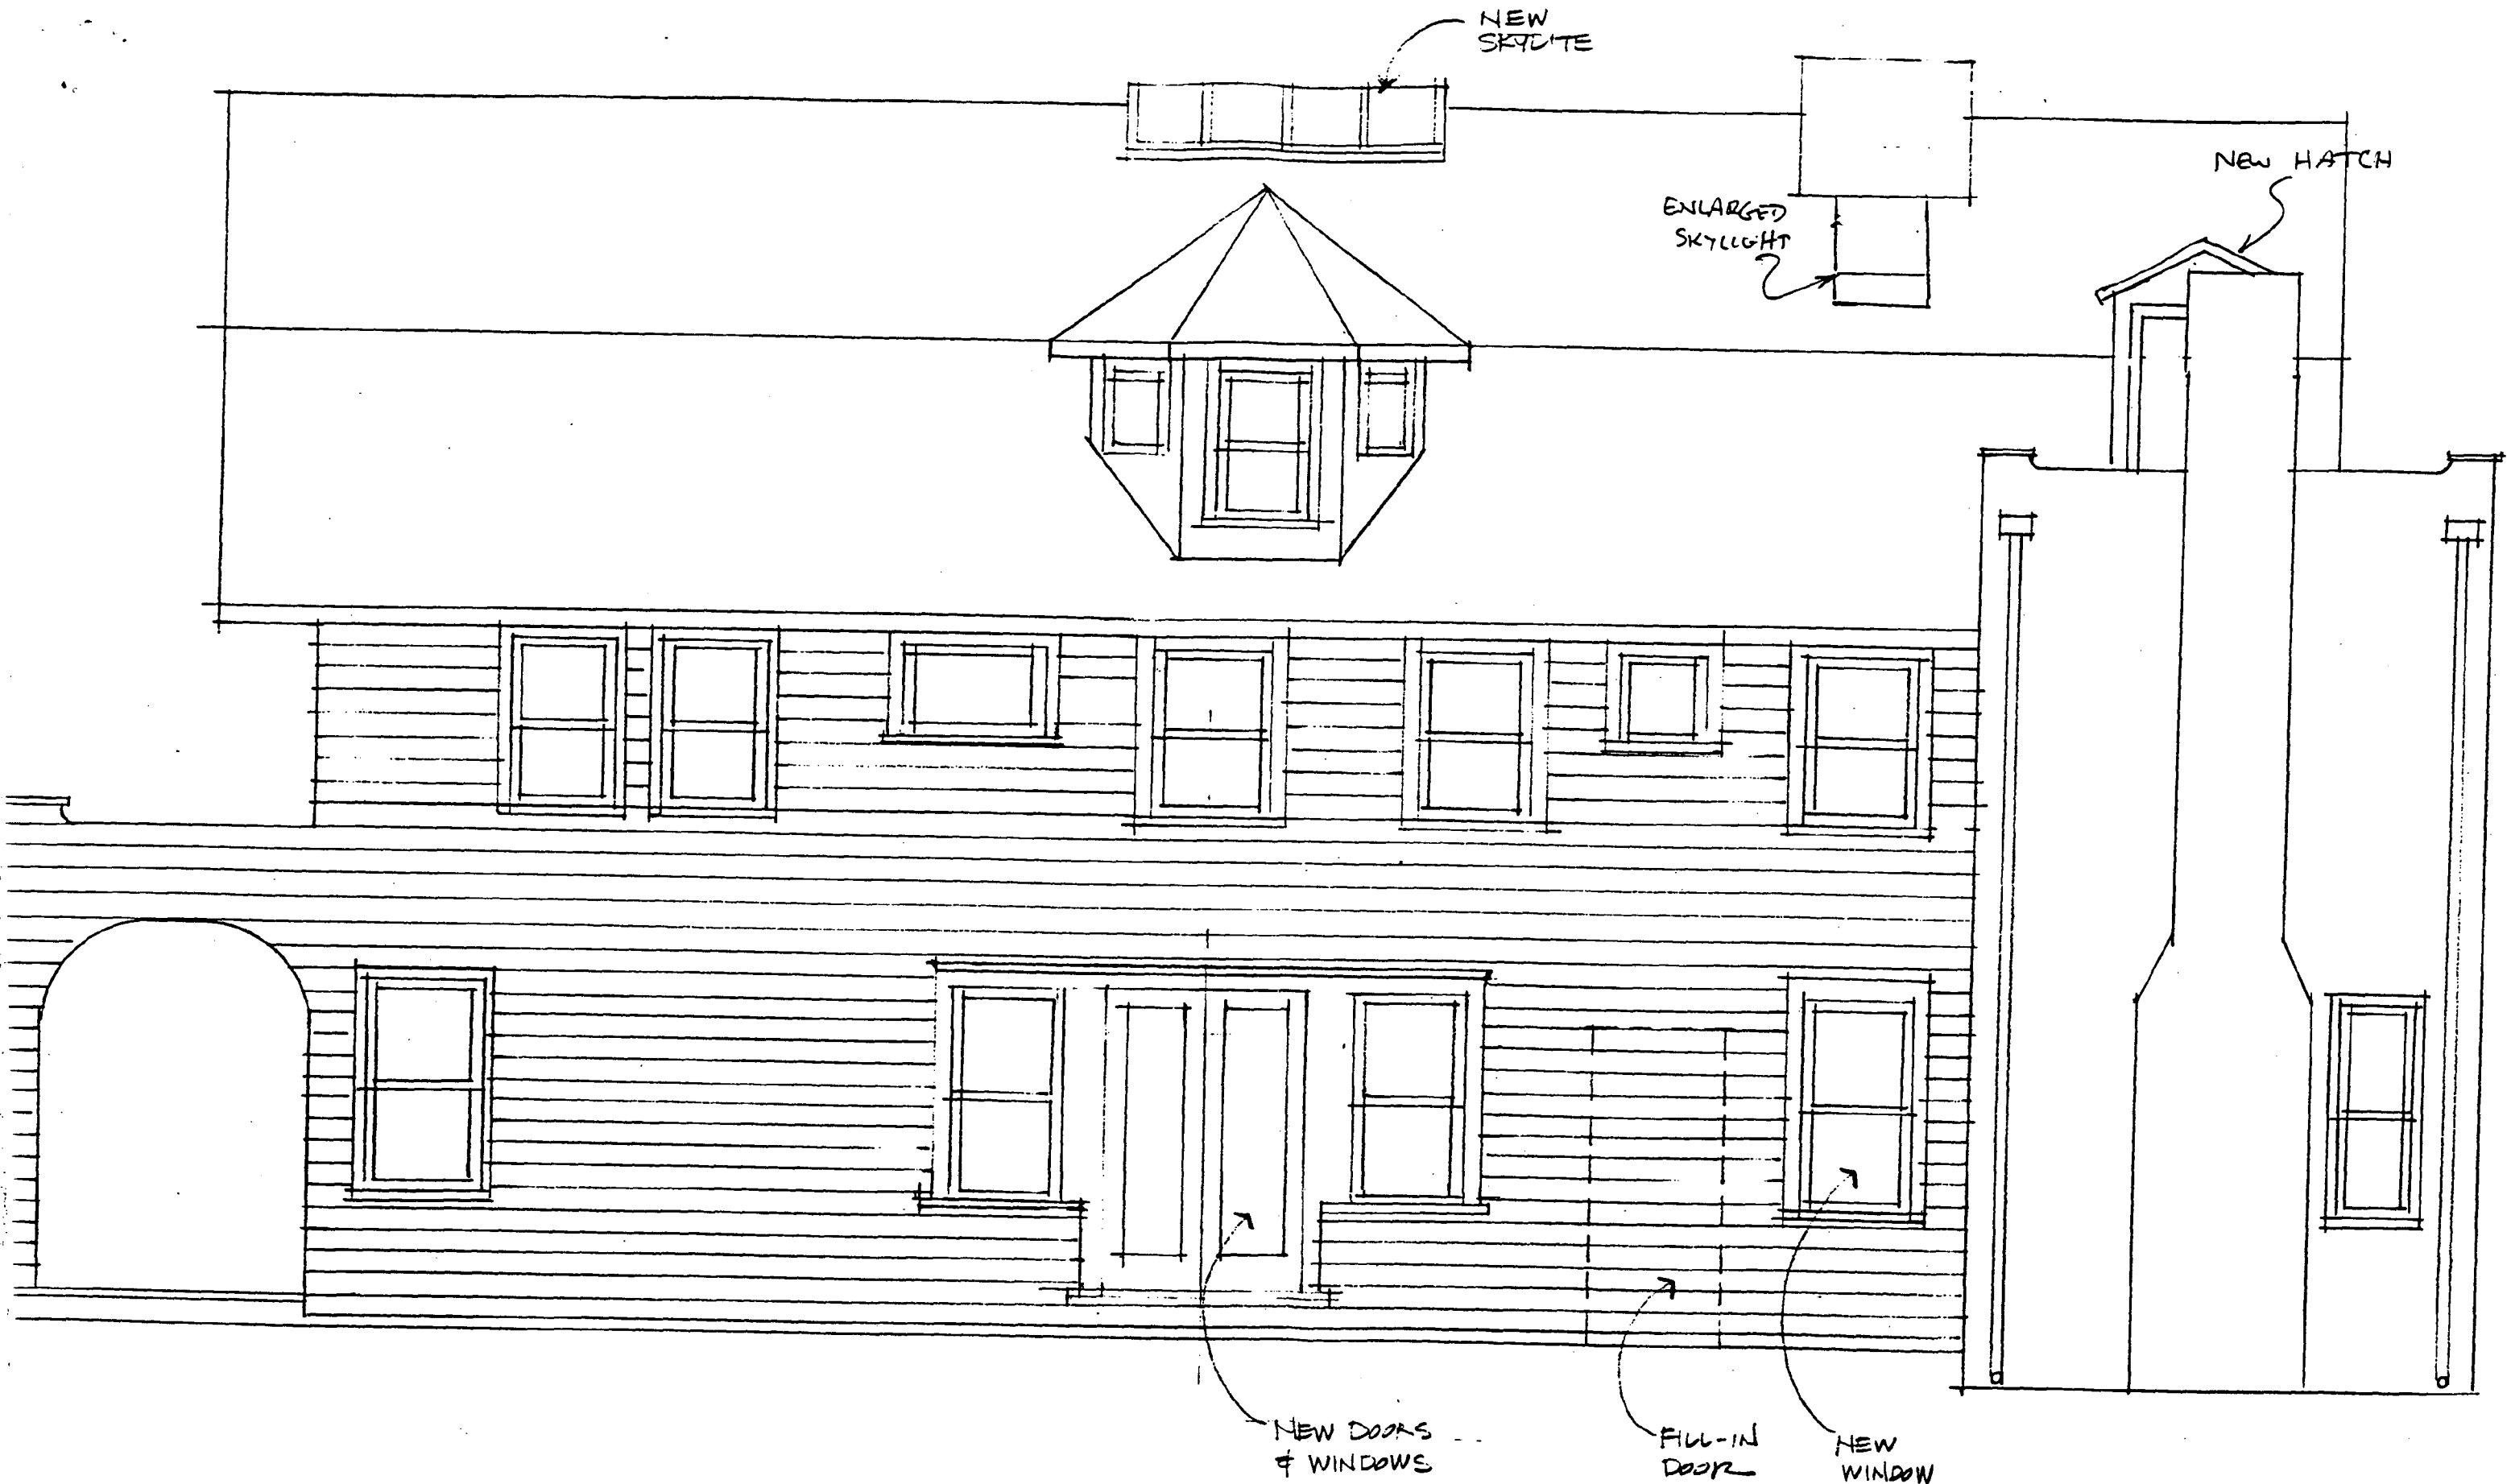 NEW
SKYLITE
NEW HATCH
ENLARGED
SKYLIGHT
NEW DOORS
& WINDOWS
FILL-IN
DOOR
NEW
WINDOW